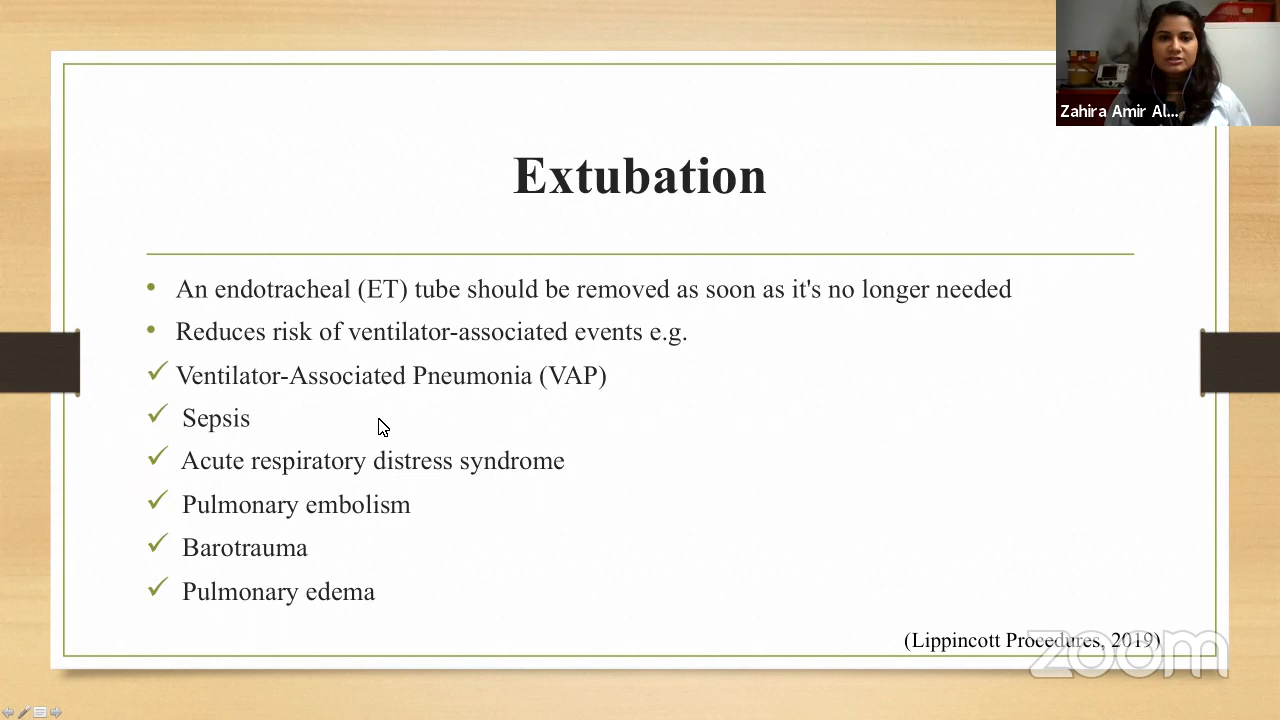 Zahira Amir Al...
Extubation
• An endotracheal (ET) tube should be removed as soon as it's no longer needed
• Reduces risk of ventilator-associated events e.g.
✓ Ventilator-Associated Pneumonia (VAP)
✓ Sepsis
✓ Acute respiratory distress syndrome
✓ Pulmonary embolism
✓ Barotrauma
✓ Pulmonary edema
(Lippincott Procedures, 2019)
zoom